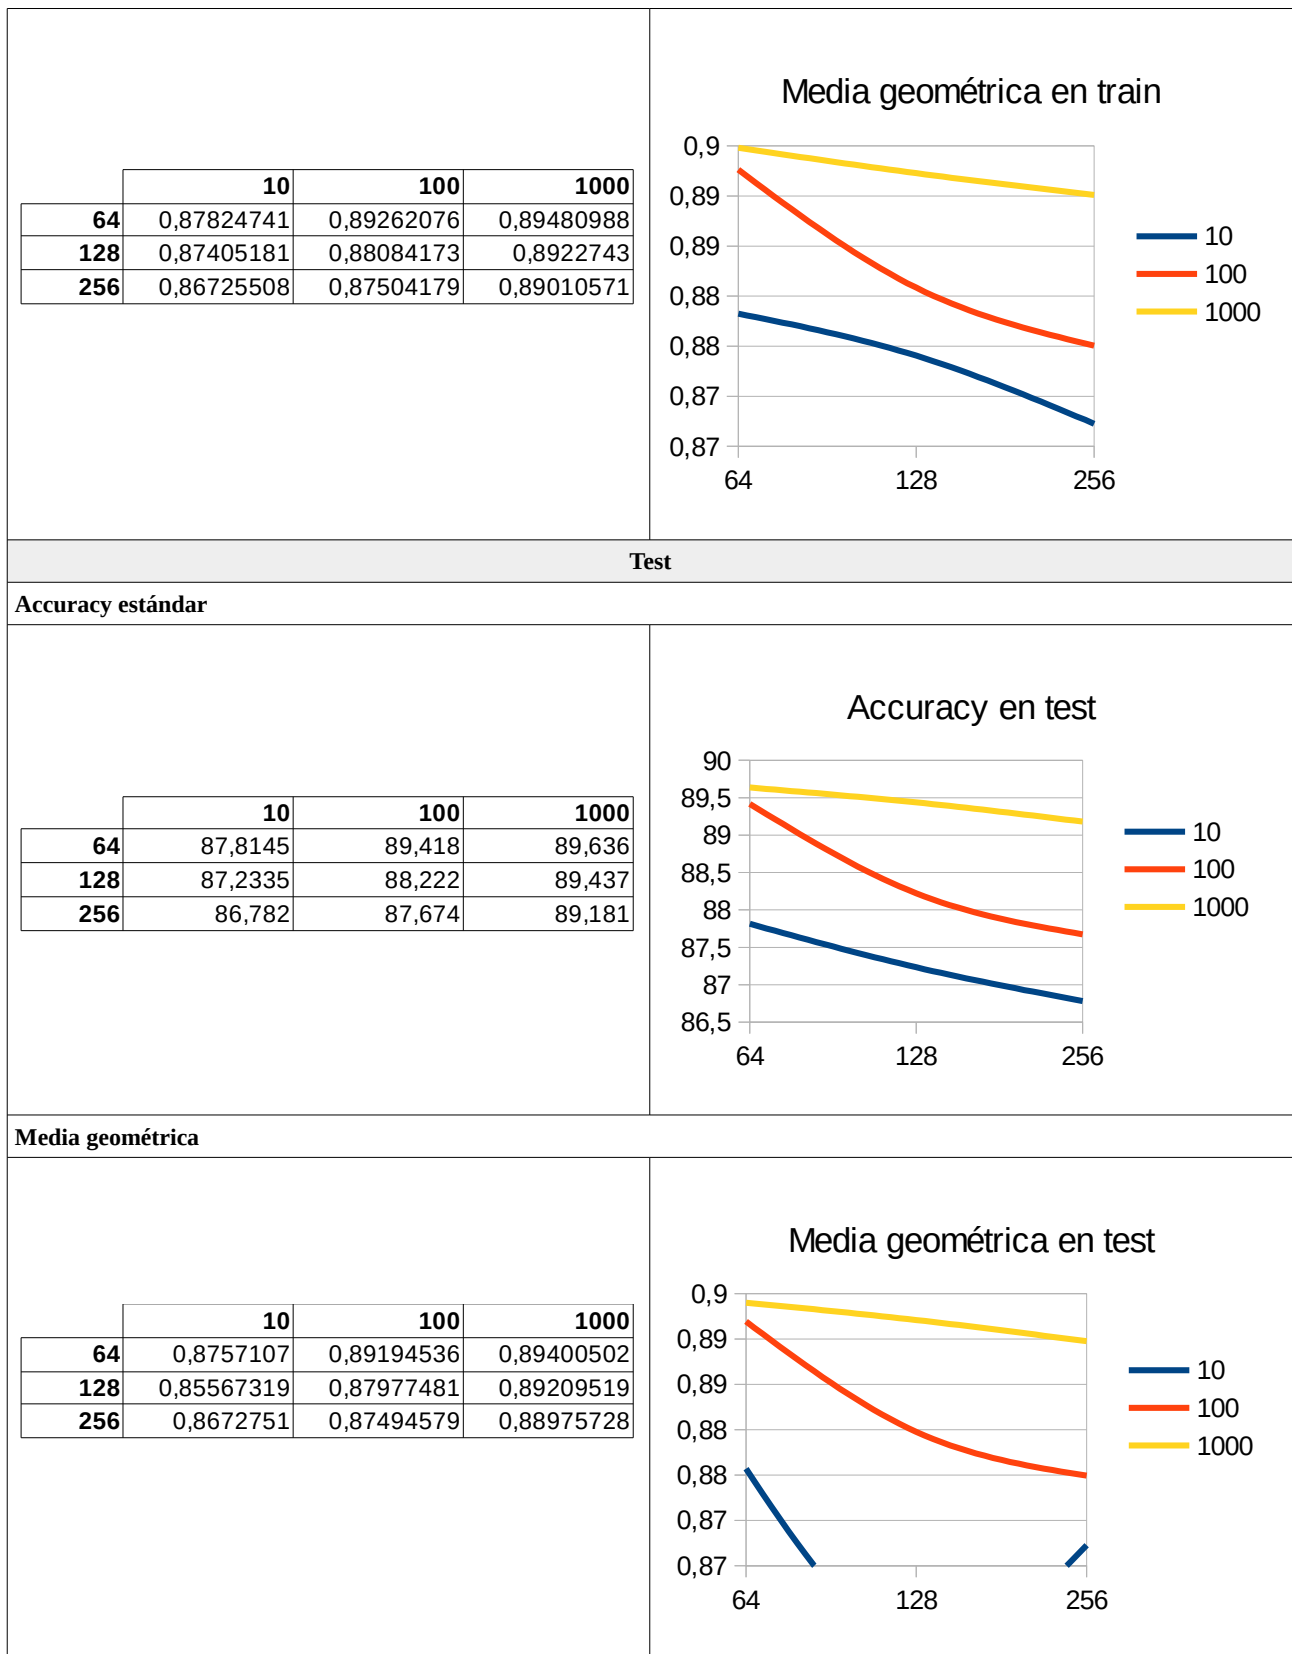 Media geométrica en train
10 100 1000
64 0,87824741 0,89262076 0,89480988
128 0,87405181 0,88084173 0,8922743
256 0,86725508 0,87504179 0,89010571
0,9
0,89
0,89
0,88
0,88
0,87
0,87
64 128 256
10
100
1000
Test
Accuracy estándar
Accuracy en test
10 100 1000
64 87,8145 89,418 89,636
128 87,2335 88,222 89,437
256 86,782 87,674 89,181
90
89,5
89
88,5
88
87,5
87
86,5
64 128 256
10
100
1000
Media geométrica
Media geométrica en test
10 100 1000
64 0,8757107 0,89194536 0,89400502
128 0,85567319 0,87977481 0,89209519
256 0,8672751 0,87494579 0,88975728
0,9
0,89
0,89
0,88
0,88
0,87
0,87
64 128 256
10
100
1000